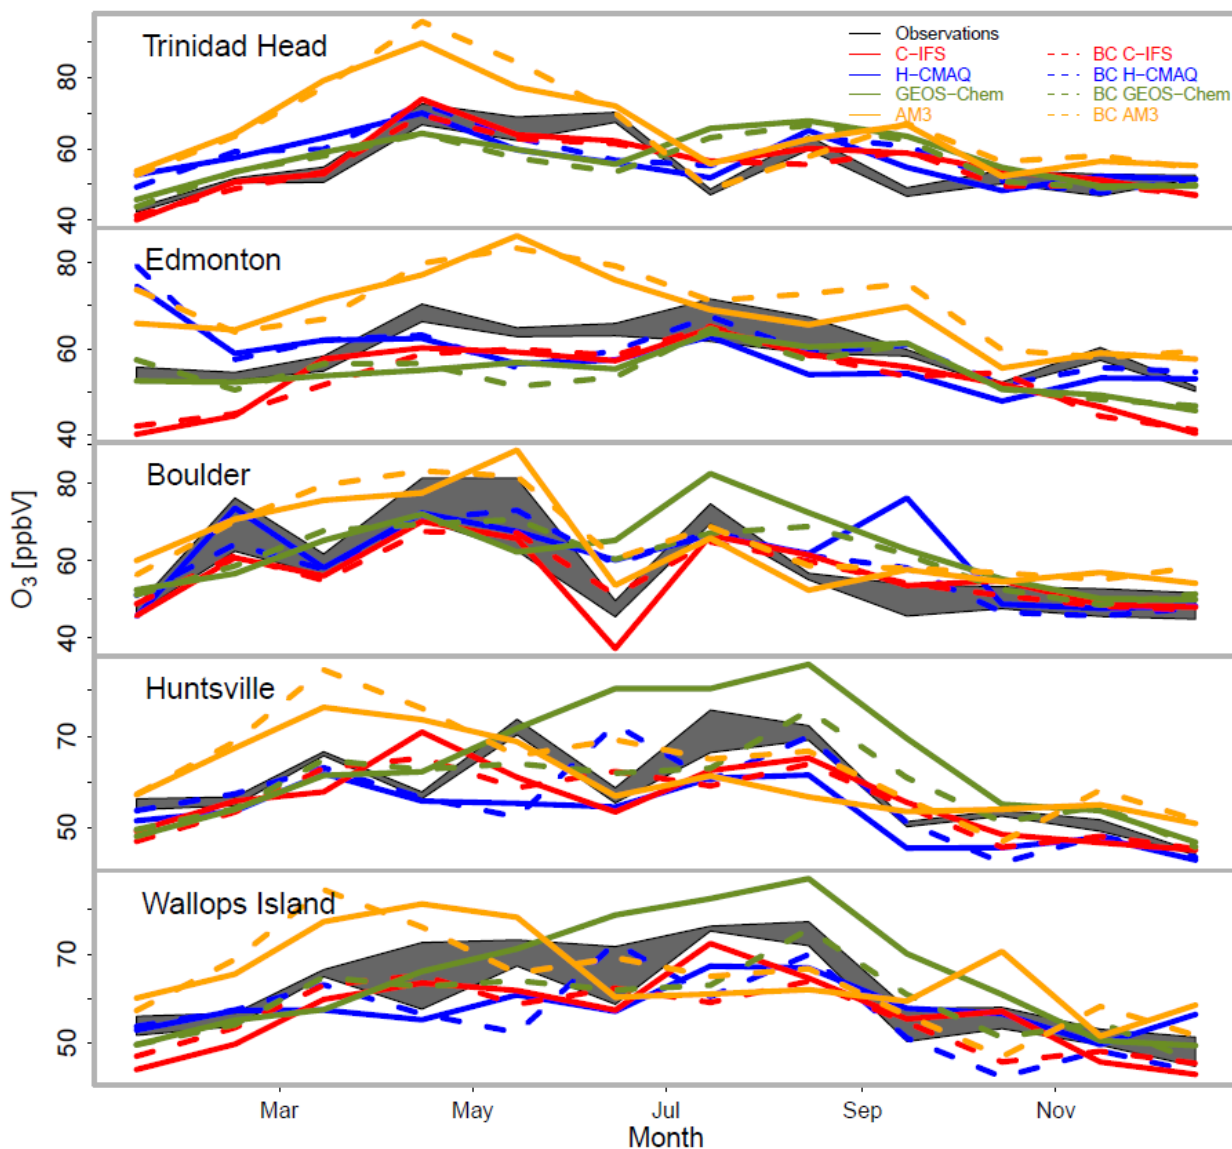 Trinidad Head
Observations
C−IFS BC C−IFS
H−CMAQ BC H−CMAQ
GEOS−Chem BC GEOS−Chem
AM3 BC AM3
80
60
40
Edmonton
80
60
40
Boulder
80
60
40
O3 [ppbV]
Huntsville
70
50
Wallops Island
70
50
Mar May Jul Sep Nov
Month